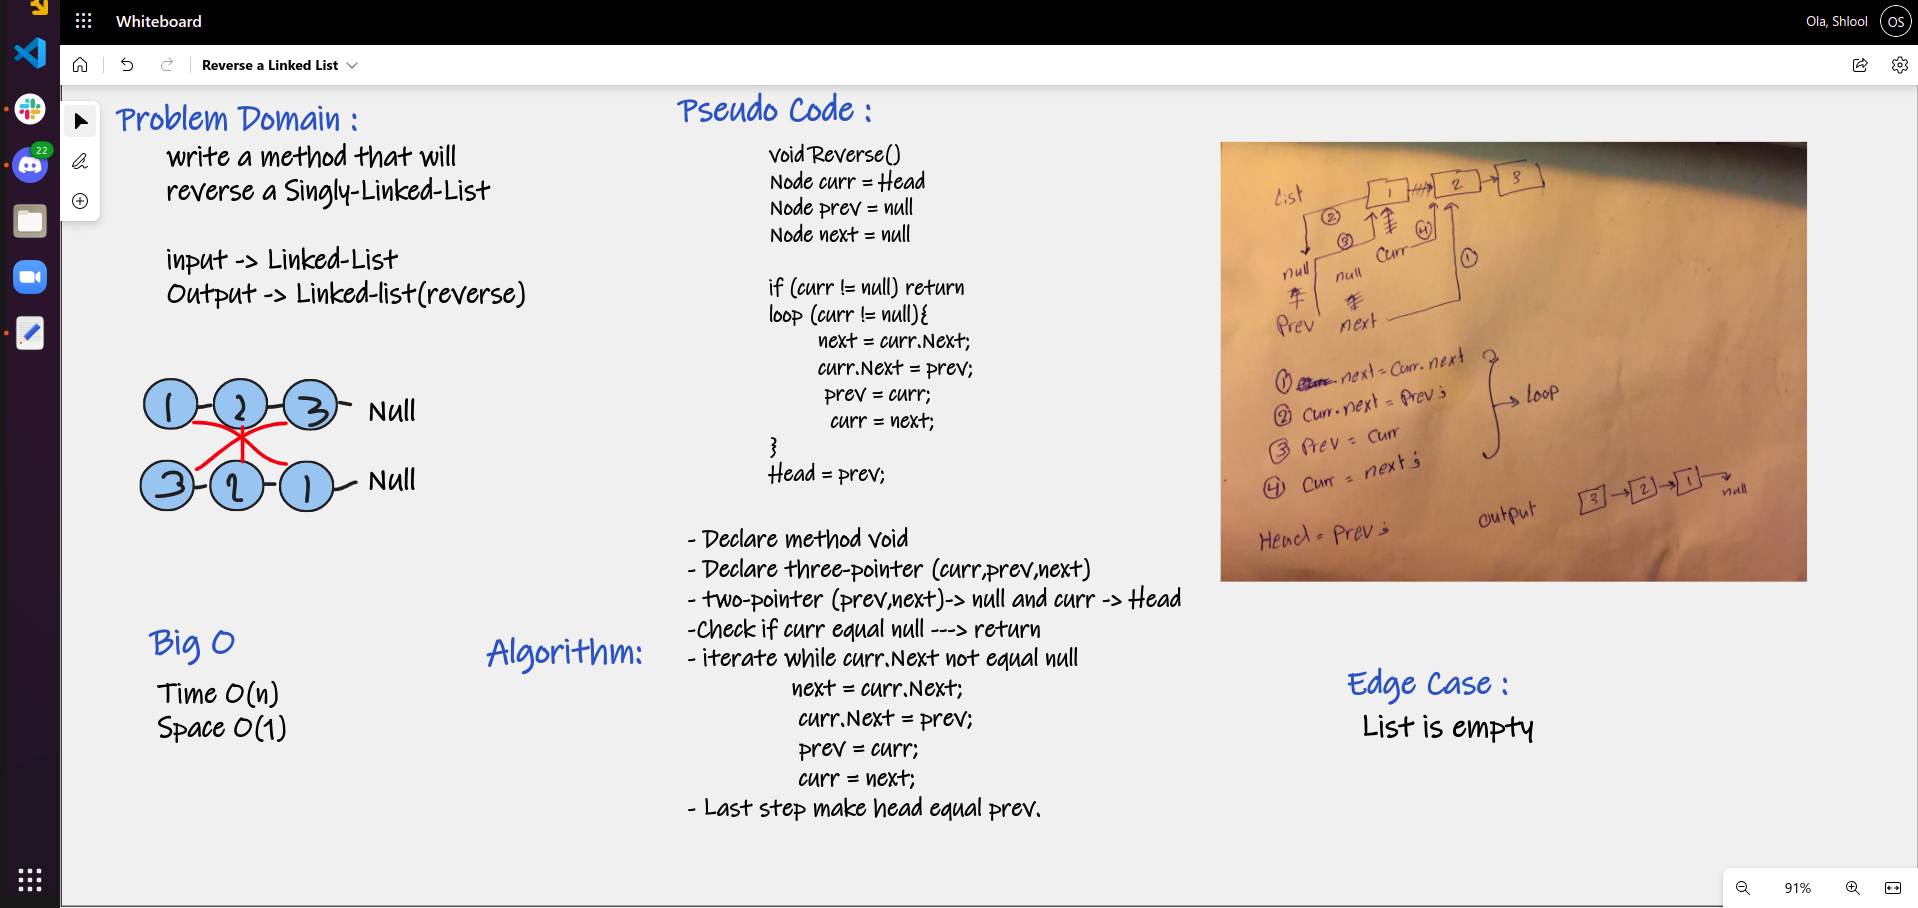 Whiteboard
Ola, Shlool
OS
Reverse a Linked List
22
Problem Domain :
write a method that will
reverse a Singly-Linked-List
input -> Linked-List
Output -> Linked-list(reverse)
1 2 3 Null
3 2 1 Null
Big O
Time O(n)
Space O(1)
Pseudo Code :
void Reverse()
Node curr = Head
Node prev = null
Node next = null
if (curr != null) return
loop (curr != null){
next = curr.Next;
curr.Next = prev;
prev = curr;
curr = next;
}
Head = prev;
Algorithm:
- Declare method void
- Declare three-pointer (curr,prev,next)
- two-pointer (prev,next)-> null and curr -> Head
-Check if curr equal null ---> return
- iterate while curr.Next not equal null
next = curr.Next;
curr.Next = prev;
prev = curr;
curr = next;
- Last step make head equal prev.
List 1 2 3
2
3
4
Curr
1
null null
Prev next
1 next = Curr.next
2 Curr.next = Prev;
3 Prev = Curr
4 Curr = next;
loop
Head = Prev;
output 3 2 1 null
Edge Case :
List is empty
91%